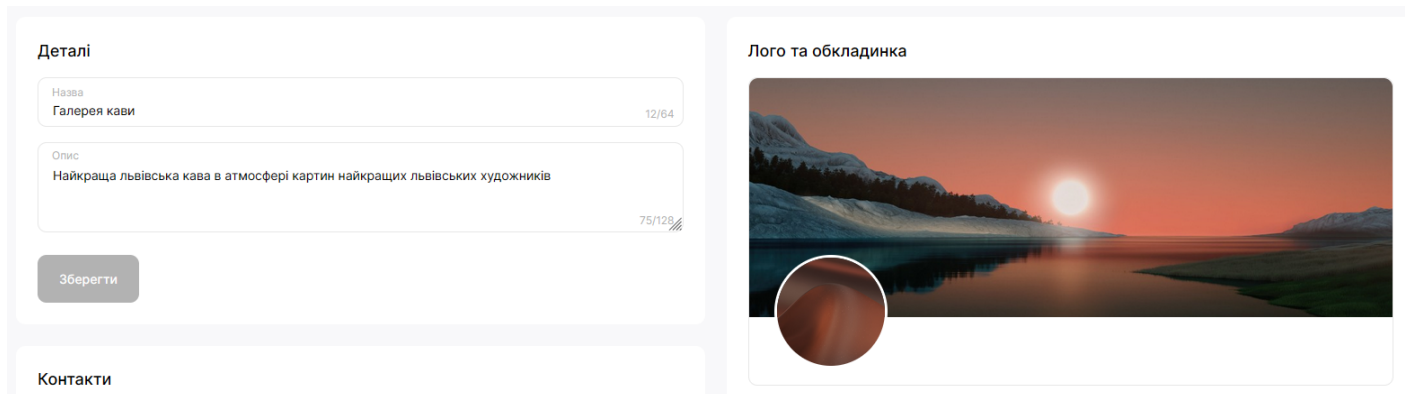 Деталі
Назва
Галерея кави
12/64
Опис
Найкраща львівська кава в атмосфері картин найкращих львівських художників
75/128
Зберегти
Контакти
Лого та обкладинка